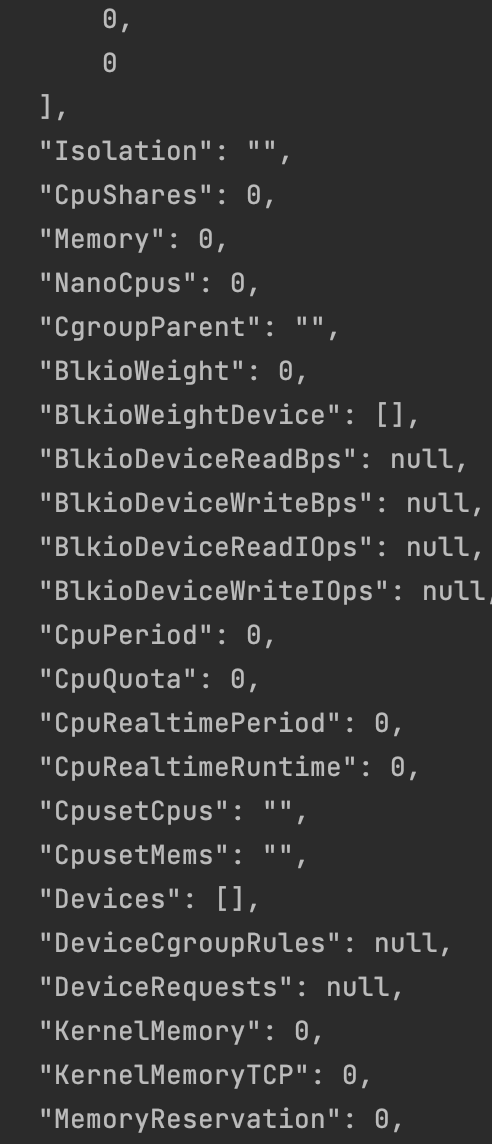 0,
0
],
"Isolation": "",
"CpuShares": 0,
"Memory": 0,
"NanoCpus": 0,
"CgroupParent": "",
"BlkioWeight": 0,
"BlkioWeightDevice": [],
"BlkioDeviceReadBps": null,
"BlkioDeviceWriteBps": null,
"BlkioDeviceReadIOps": null,
"BlkioDeviceWriteIOps": null,
"CpuPeriod": 0,
"CpuQuota": 0,
"CpuRealtimePeriod": 0,
"CpuRealtimeRuntime": 0,
"CpusetCpus": "",
"CpusetMems": "",
"Devices": [],
"DeviceCgroupRules": null,
"DeviceRequests": null,
"KernelMemory": 0,
"KernelMemoryTCP": 0,
"MemoryReservation": 0,